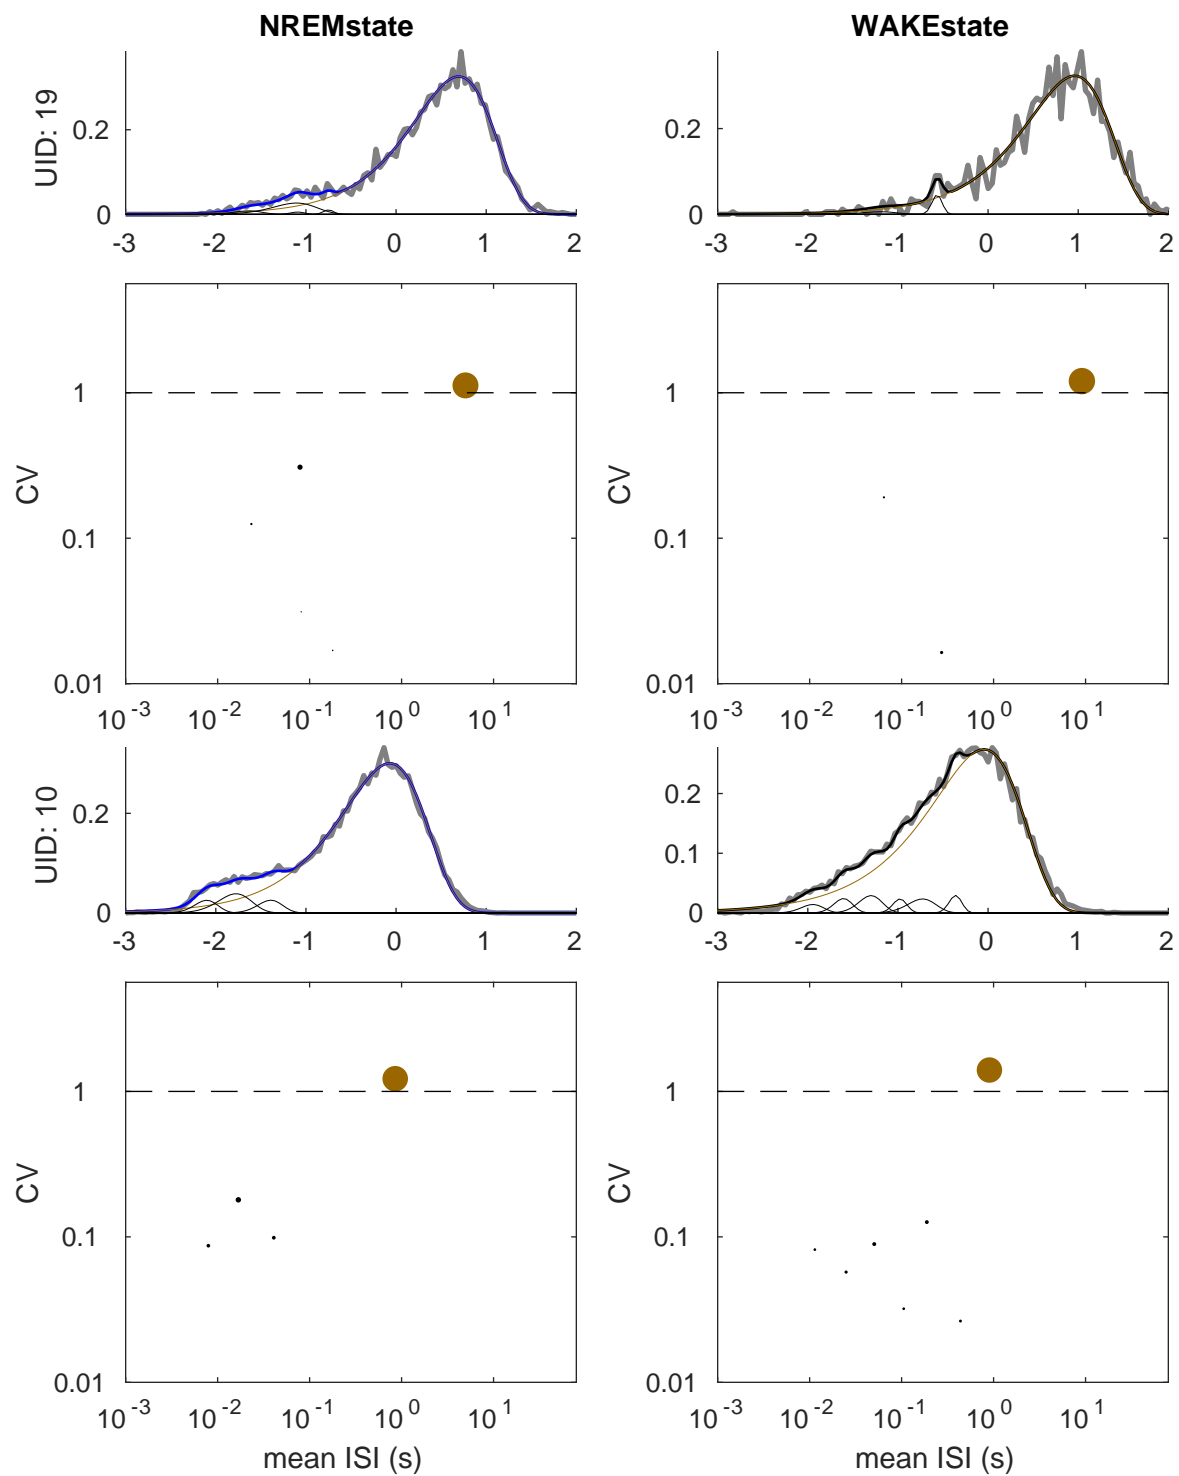 NREMstate WAKEstate
UID: 19
0.2 0.2
0 0
-3 -2 -1 0 1 2 -3 -2 -1 0 1 2
CV CV
1 1
0.1 0.1
0.01 0.01
10^-3 10^-2 10^-1 10^0 10^1 10^-3 10^-2 10^-1 10^0 10^1
UID: 10
0.2 0.2
0.1
0 0
-3 -2 -1 0 1 2 -3 -2 -1 0 1 2
CV CV
1 1
0.1 0.1
0.01 0.01
10^-3 10^-2 10^-1 10^0 10^1 10^-3 10^-2 10^-1 10^0 10^1
mean ISI (s) mean ISI (s)